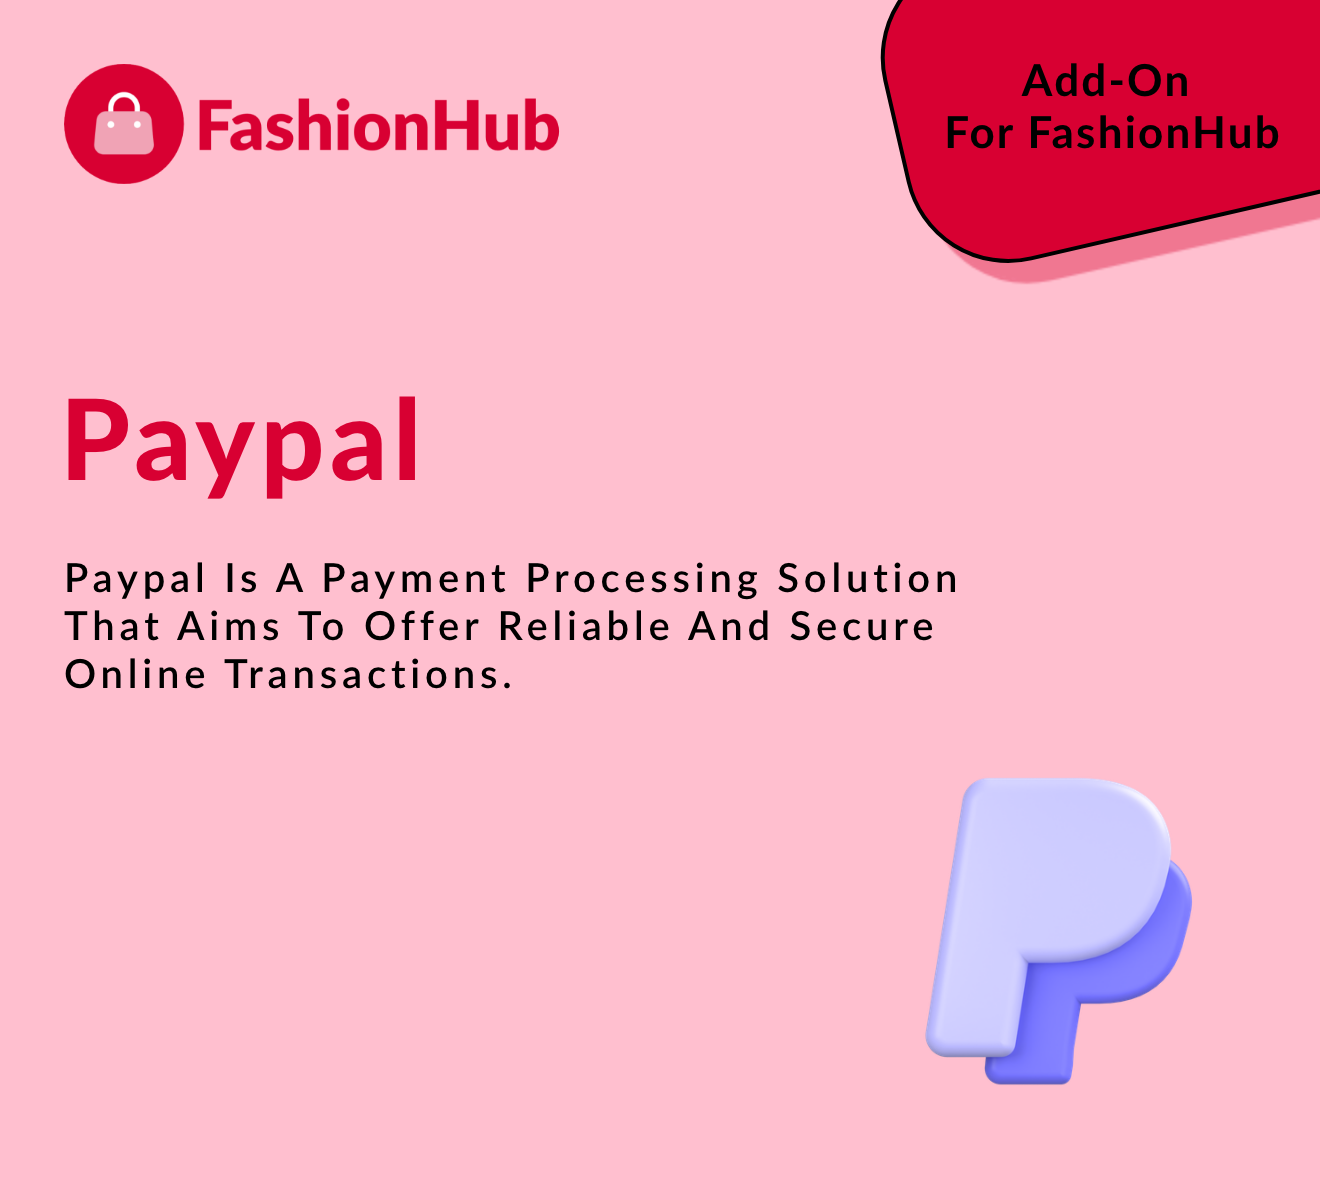 FashionHub
Add-On
For FashionHub
Paypal
Paypal Is A Payment Processing Solution
That Aims To Offer Reliable And Secure
Online Transactions.